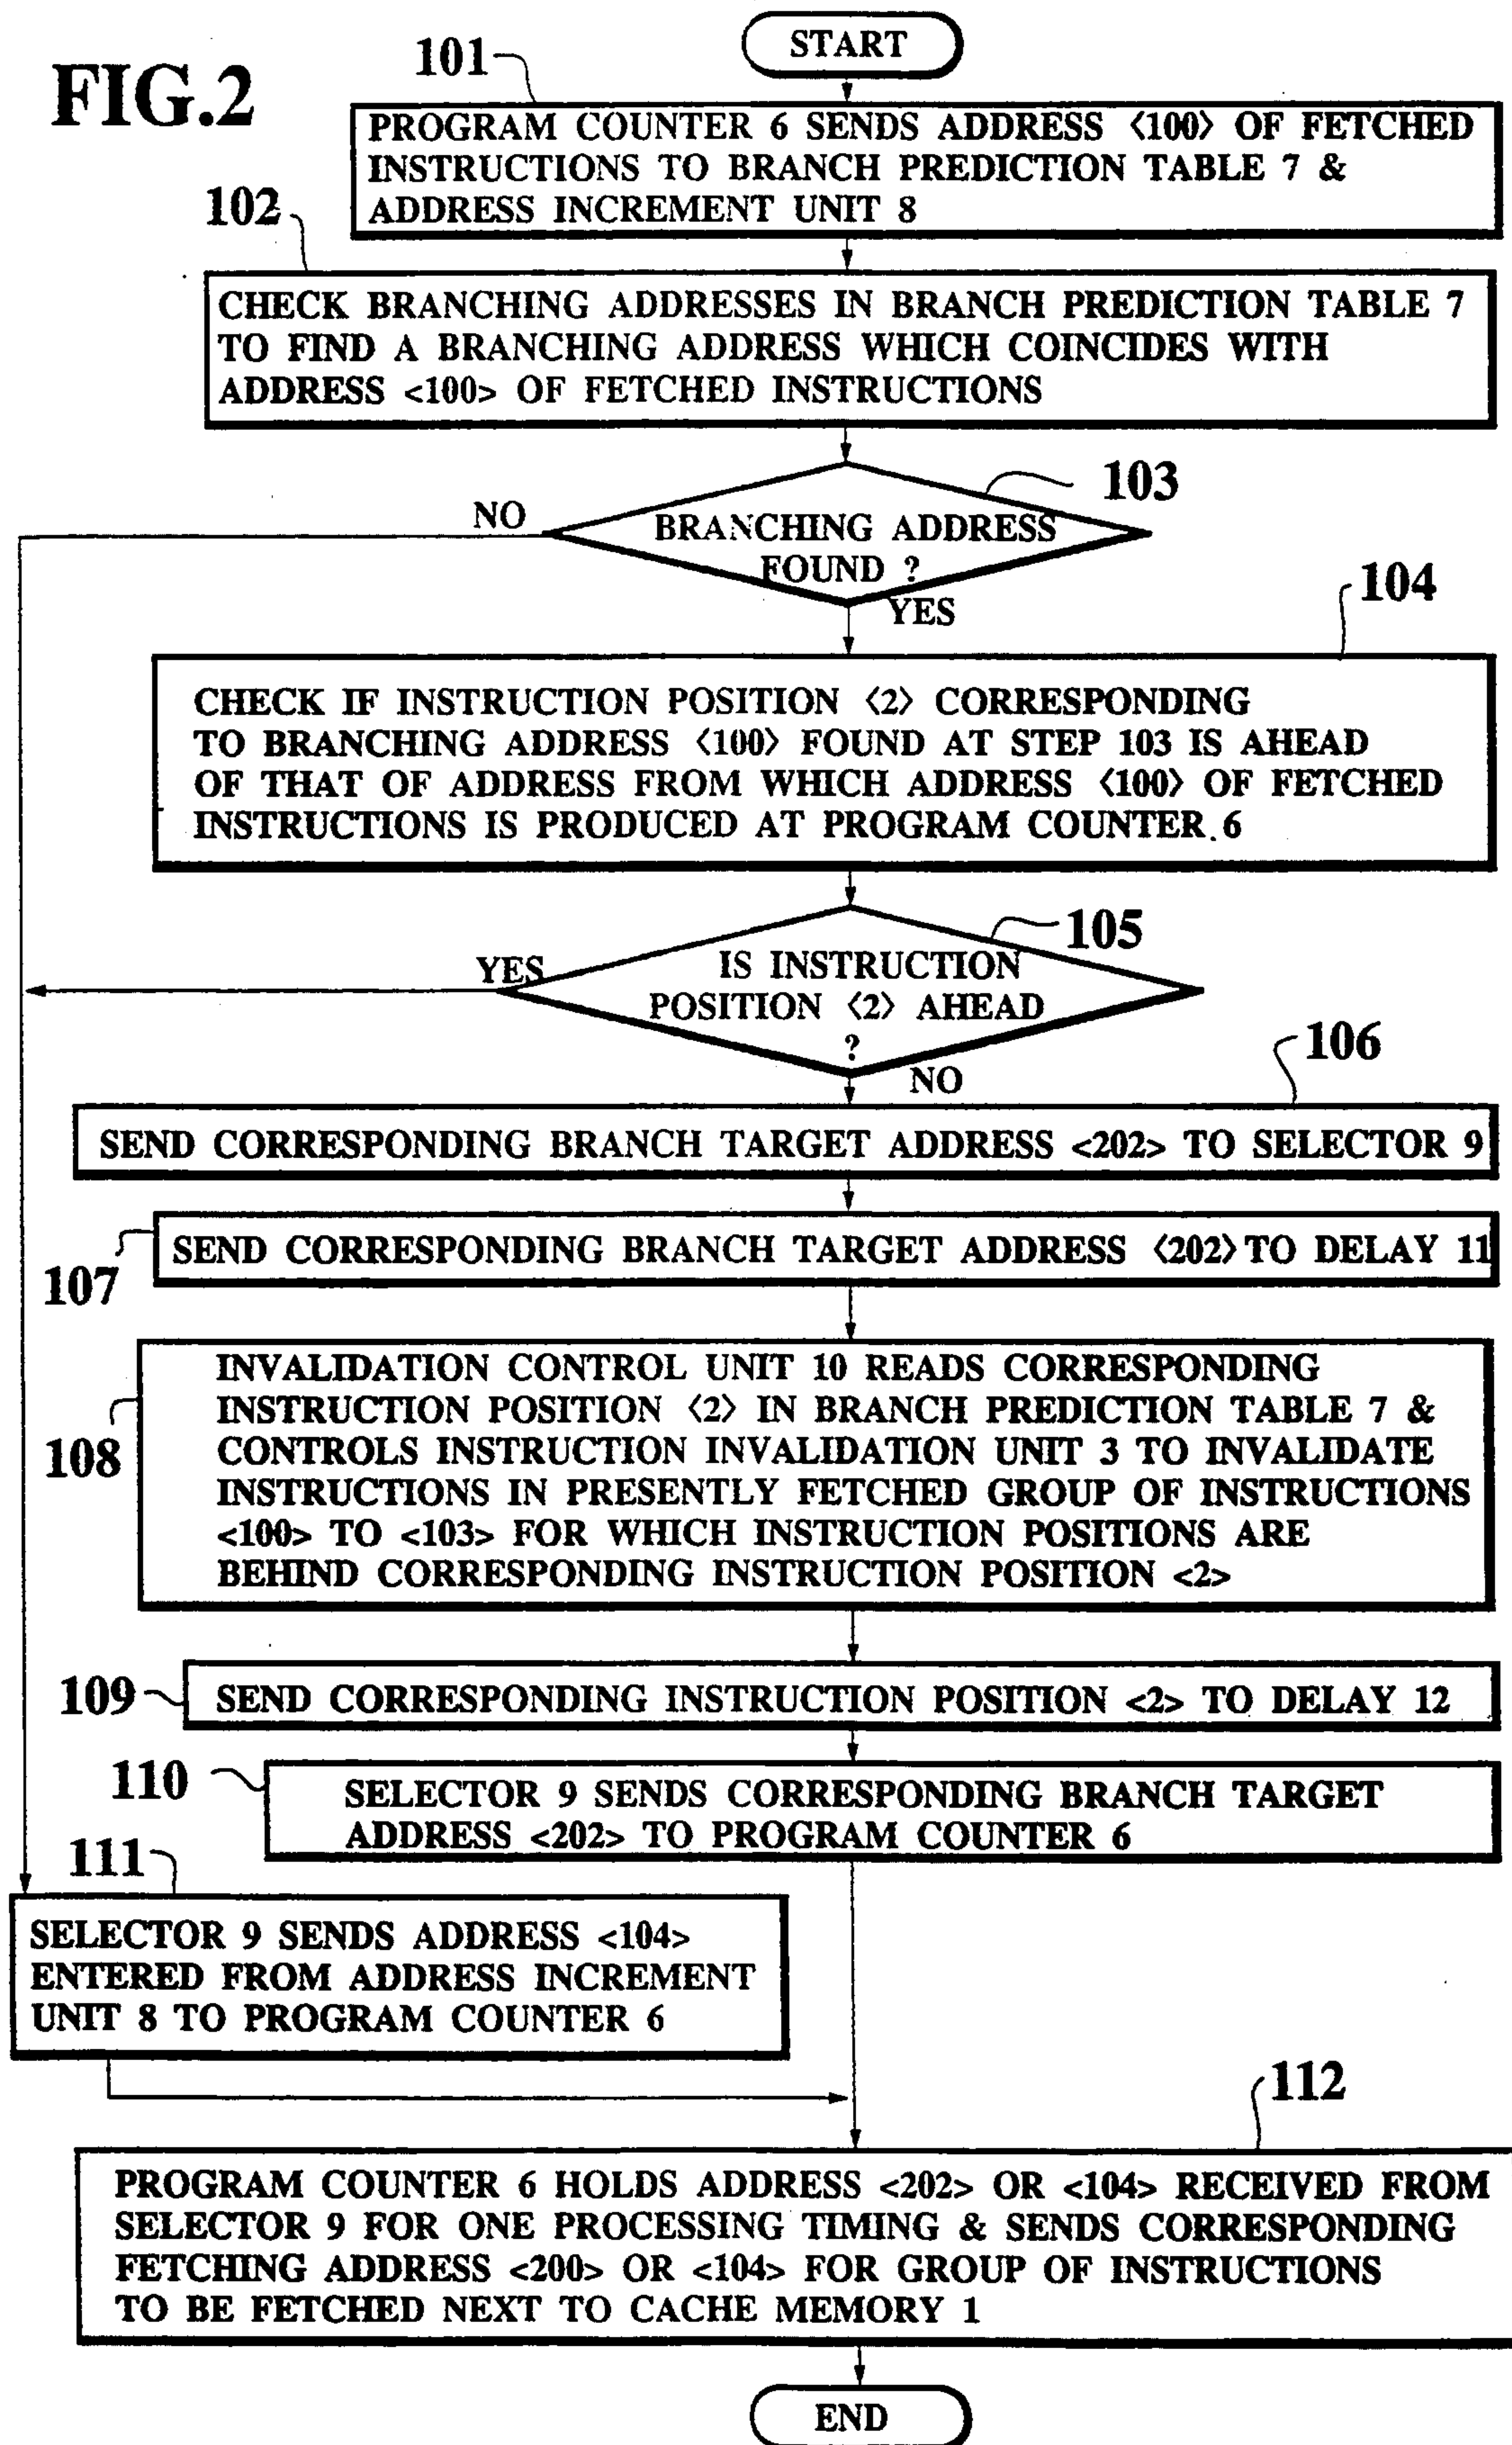 FIG.2
START
101
PROGRAM COUNTER 6 SENDS ADDRESS <100> OF FETCHED
INSTRUCTIONS TO BRANCH PREDICTION TABLE 7 &
ADDRESS INCREMENT UNIT 8
102
CHECK BRANCHING ADDRESSES IN BRANCH PREDICTION TABLE 7
TO FIND A BRANCHING ADDRESS WHICH COINCIDES WITH
ADDRESS <100> OF FETCHED INSTRUCTIONS
103
NO
BRANCHING ADDRESS
FOUND ?
YES
104
CHECK IF INSTRUCTION POSITION <2> CORRESPONDING
TO BRANCHING ADDRESS <100> FOUND AT STEP 103 IS AHEAD
OF THAT OF ADDRESS FROM WHICH ADDRESS <100> OF FETCHED
INSTRUCTIONS IS PRODUCED AT PROGRAM COUNTER 6
105
YES
IS INSTRUCTION
POSITION <2> AHEAD
?
NO
106
SEND CORRESPONDING BRANCH TARGET ADDRESS <202> TO SELECTOR 9
107
SEND CORRESPONDING BRANCH TARGET ADDRESS <202> TO DELAY 11
108
INVALIDATION CONTROL UNIT 10 READS CORRESPONDING
INSTRUCTION POSITION <2> IN BRANCH PREDICTION TABLE 7 &
CONTROLS INSTRUCTION INVALIDATION UNIT 3 TO INVALIDATE
INSTRUCTIONS IN PRESENTLY FETCHED GROUP OF INSTRUCTIONS
<100> TO <103> FOR WHICH INSTRUCTION POSITIONS ARE
BEHIND CORRESPONDING INSTRUCTION POSITION <2>
109
SEND CORRESPONDING INSTRUCTION POSITION <2> TO DELAY 12
110
SELECTOR 9 SENDS CORRESPONDING BRANCH TARGET
ADDRESS <202> TO PROGRAM COUNTER 6
111
SELECTOR 9 SENDS ADDRESS <104>
ENTERED FROM ADDRESS INCREMENT
UNIT 8 TO PROGRAM COUNTER 6
112
PROGRAM COUNTER 6 HOLDS ADDRESS <202> OR <104> RECEIVED FROM
SELECTOR 9 FOR ONE PROCESSING TIMING & SENDS CORRESPONDING
FETCHING ADDRESS <200> OR <104> FOR GROUP OF INSTRUCTIONS
TO BE FETCHED NEXT TO CACHE MEMORY 1
END